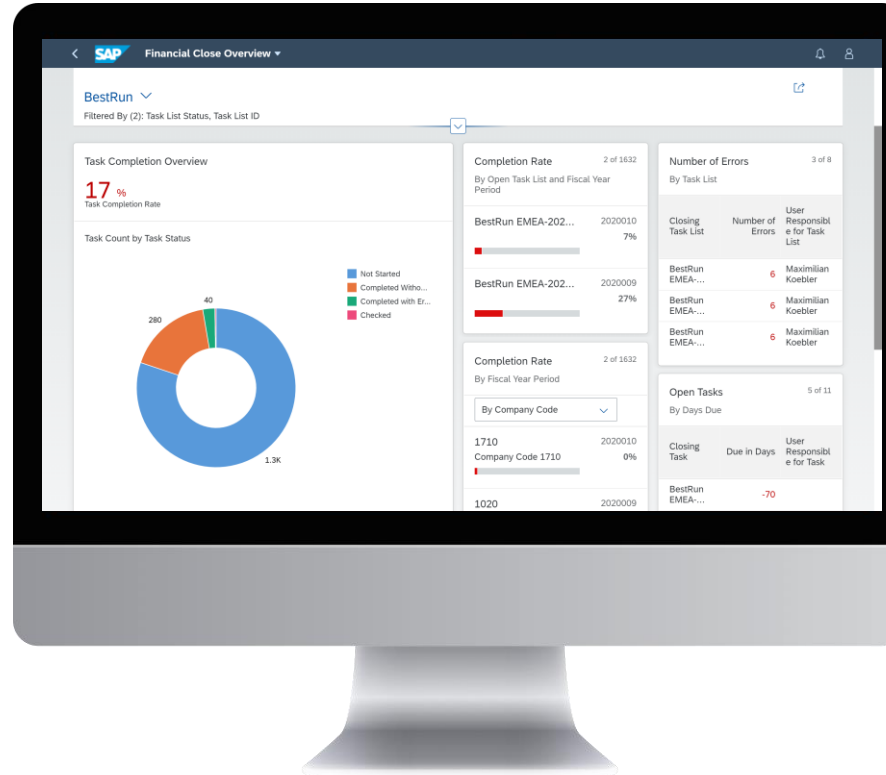 SAP Financial Close Overview
BestRun
Filtered By (2): Task List Status, Task List ID
Task Completion Overview
17 %
Task Completion Rate
Task Count by Task Status
40
280
1.3K
Not Started
Completed Witho...
Completed with Er...
Checked
Completion Rate 2 of 1632
By Open Task List and Fiscal Year
Period
BestRun EMEA-202... 2020010
7%
BestRun EMEA-202... 2020009
27%
Completion Rate 2 of 1632
By Fiscal Year Period
By Company Code
1710 2020010
Company Code 1710 0%
1020 2020009
Number of Errors 3 of 8
By Task List
Closing
Task List
Number of
Errors
User
Responsibl
e for Task
List
BestRun
EMEA-...
6
Maximilian
Koebler
BestRun
EMEA-...
6
Maximilian
Koebler
BestRun
EMEA-...
6
Maximilian
Koebler
Open Tasks 5 of 11
By Days Due
Closing
Task
Due in Days
User
Responsibl
e for Task
BestRun
EMEA-...
-70